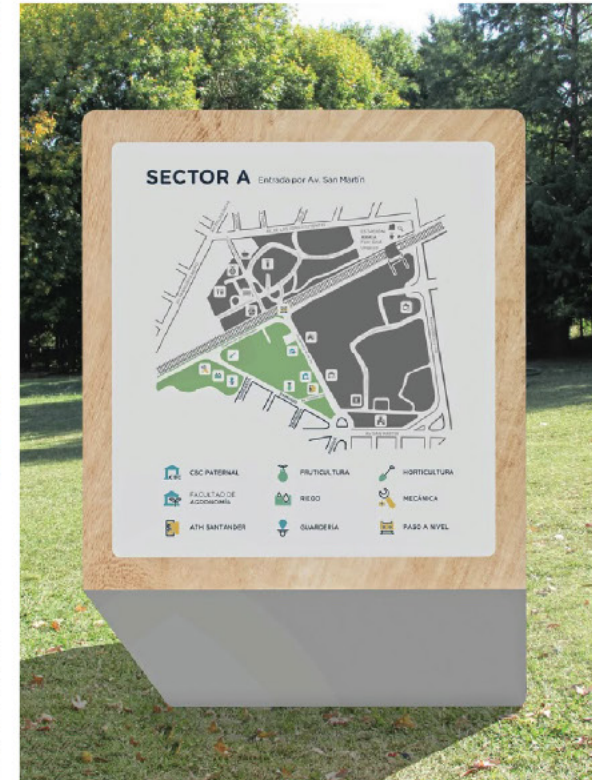 SECTOR A Entrada por Av. San Martín
CBC PATERNAL
FRUTICULTURA
HORTICULTURA
FACULTAD DE
AGRONOMÍA
RIEGO
MECÁNICA
ATM SANTANDER
GUARDERÍA
PASO A NIVEL